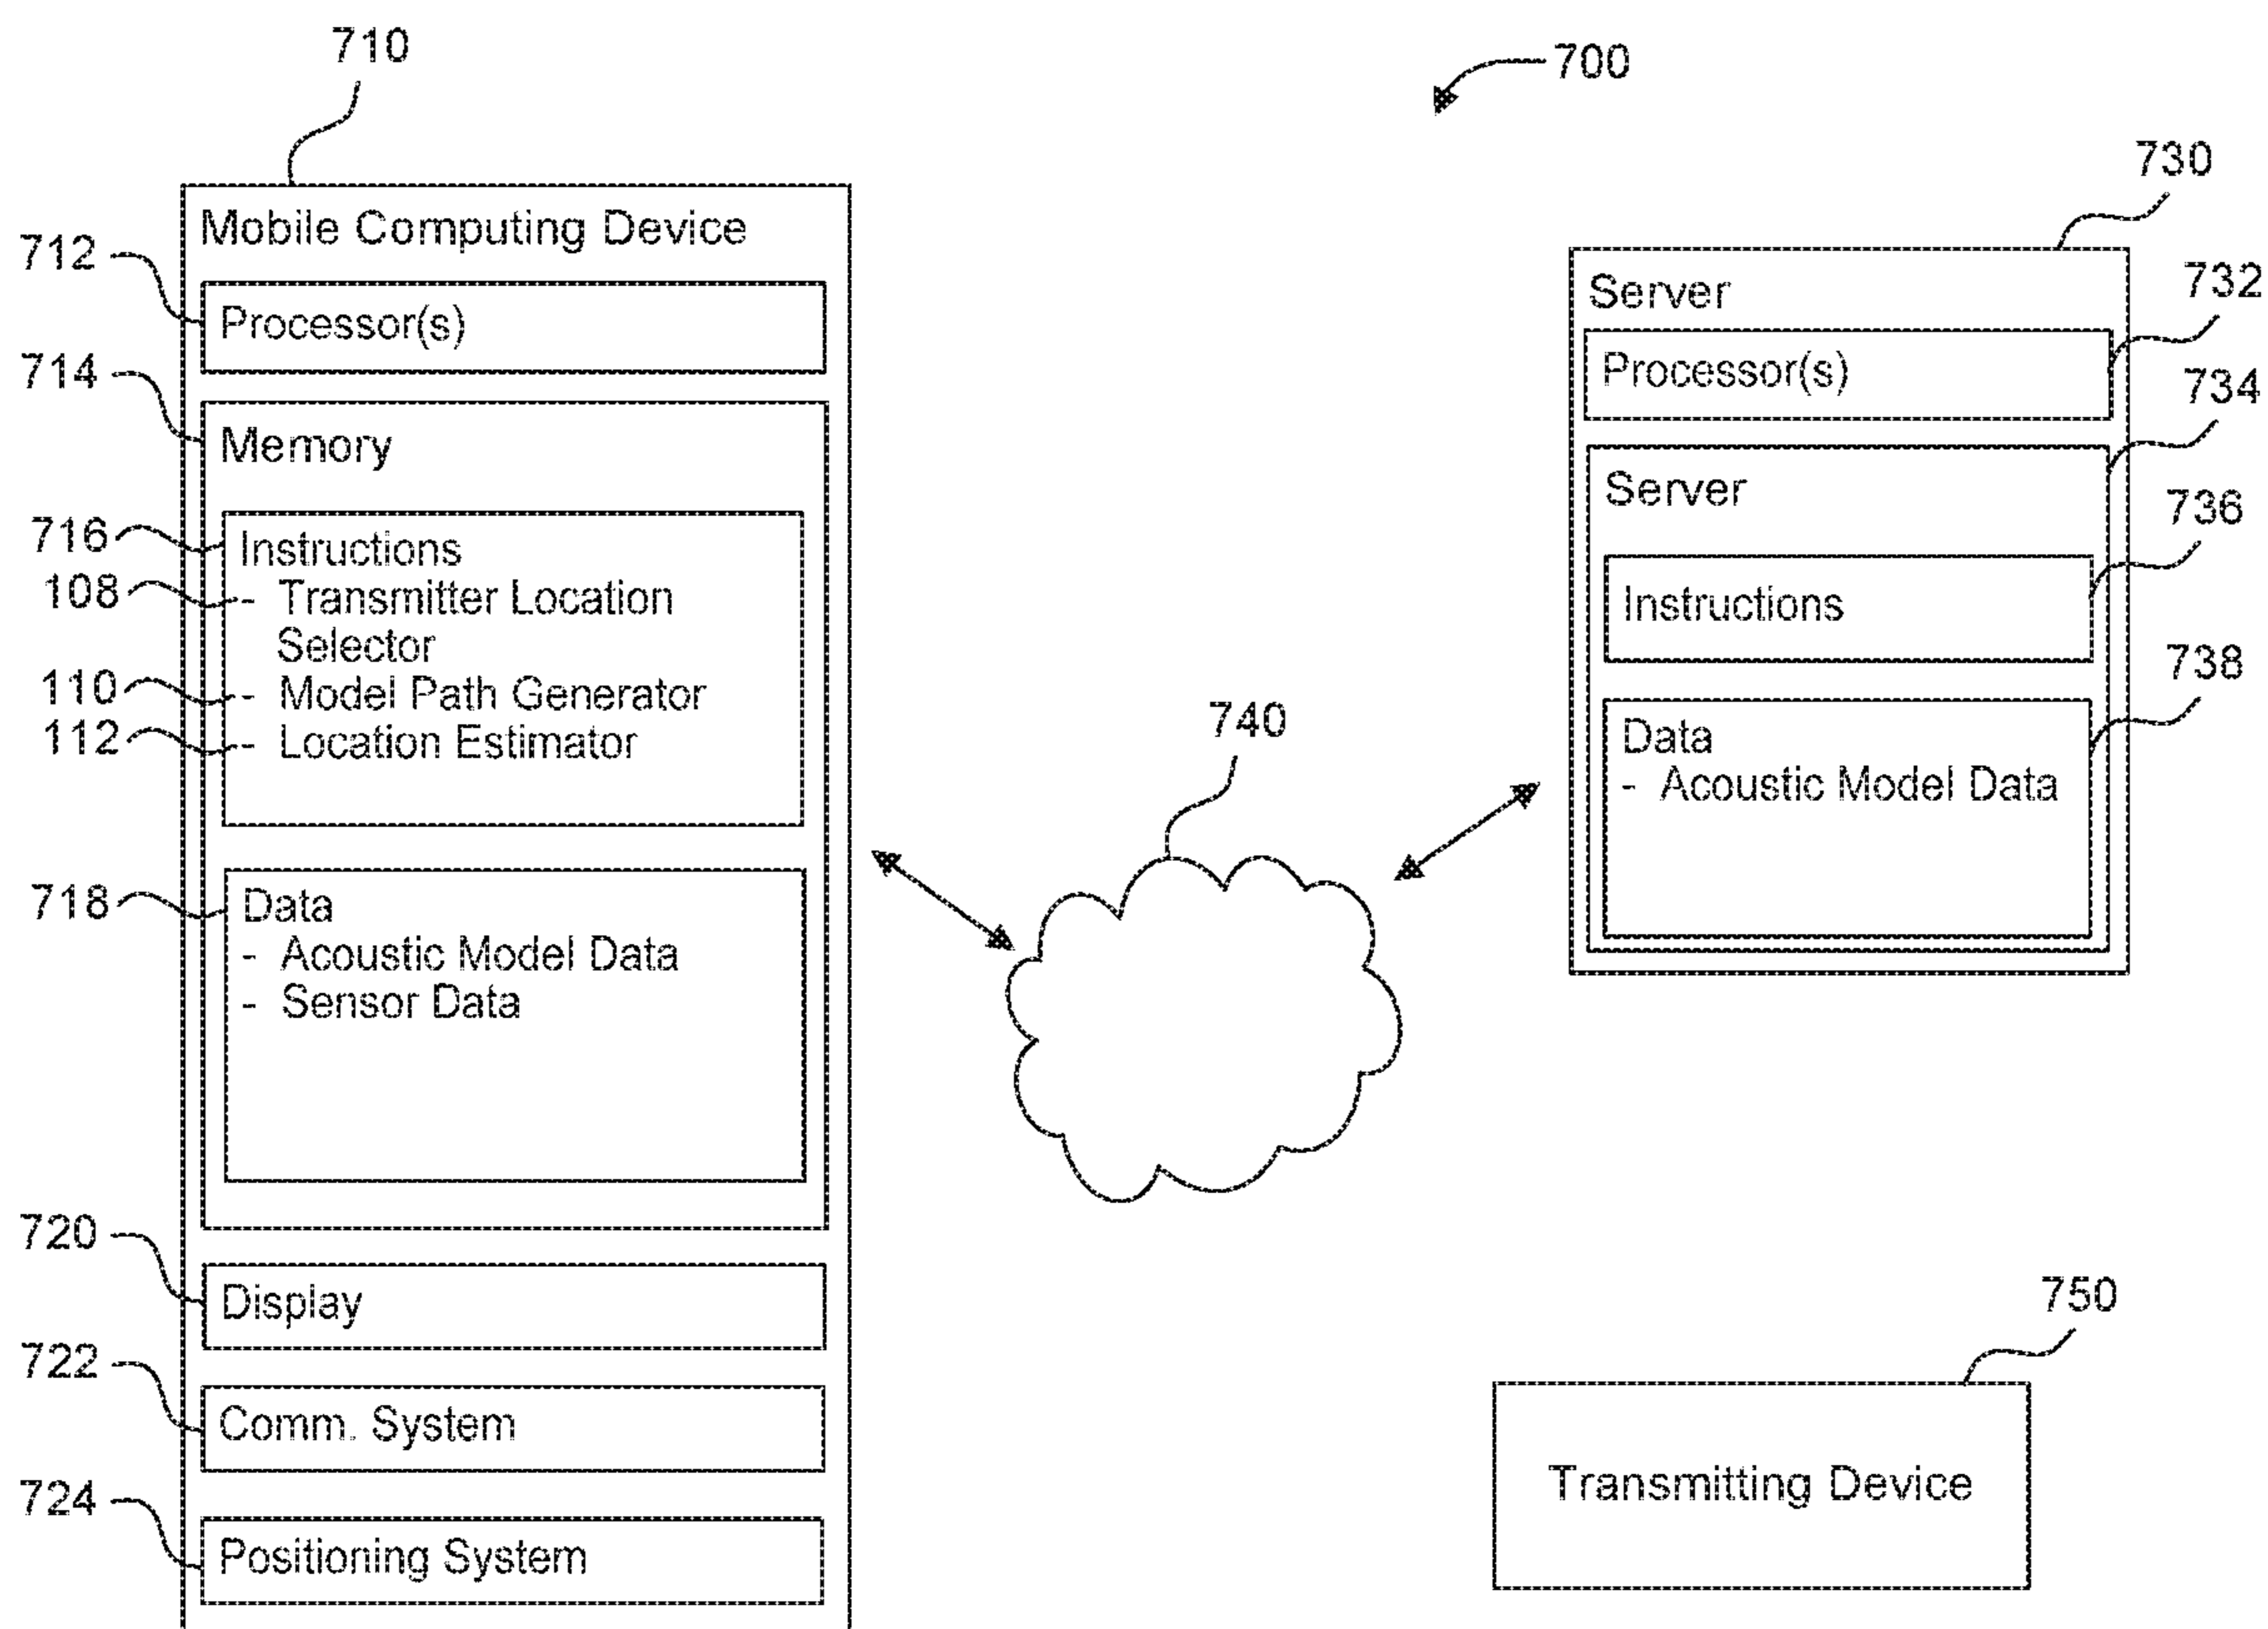 710
700
730
Mobile Computing Device
712
Processor(s)
714
Memory
716
Instructions
108
- Transmitter Location
Selector
110
- Model Path Generator
112
- Location Estimator
718
Data
- Acoustic Model Data
- Sensor Data
720
Display
722
Comm. System
724
Positioning System
740
Server
732
Processor(s)
734
Server
736
Instructions
738
Data
- Acoustic Model Data
750
Transmitting Device